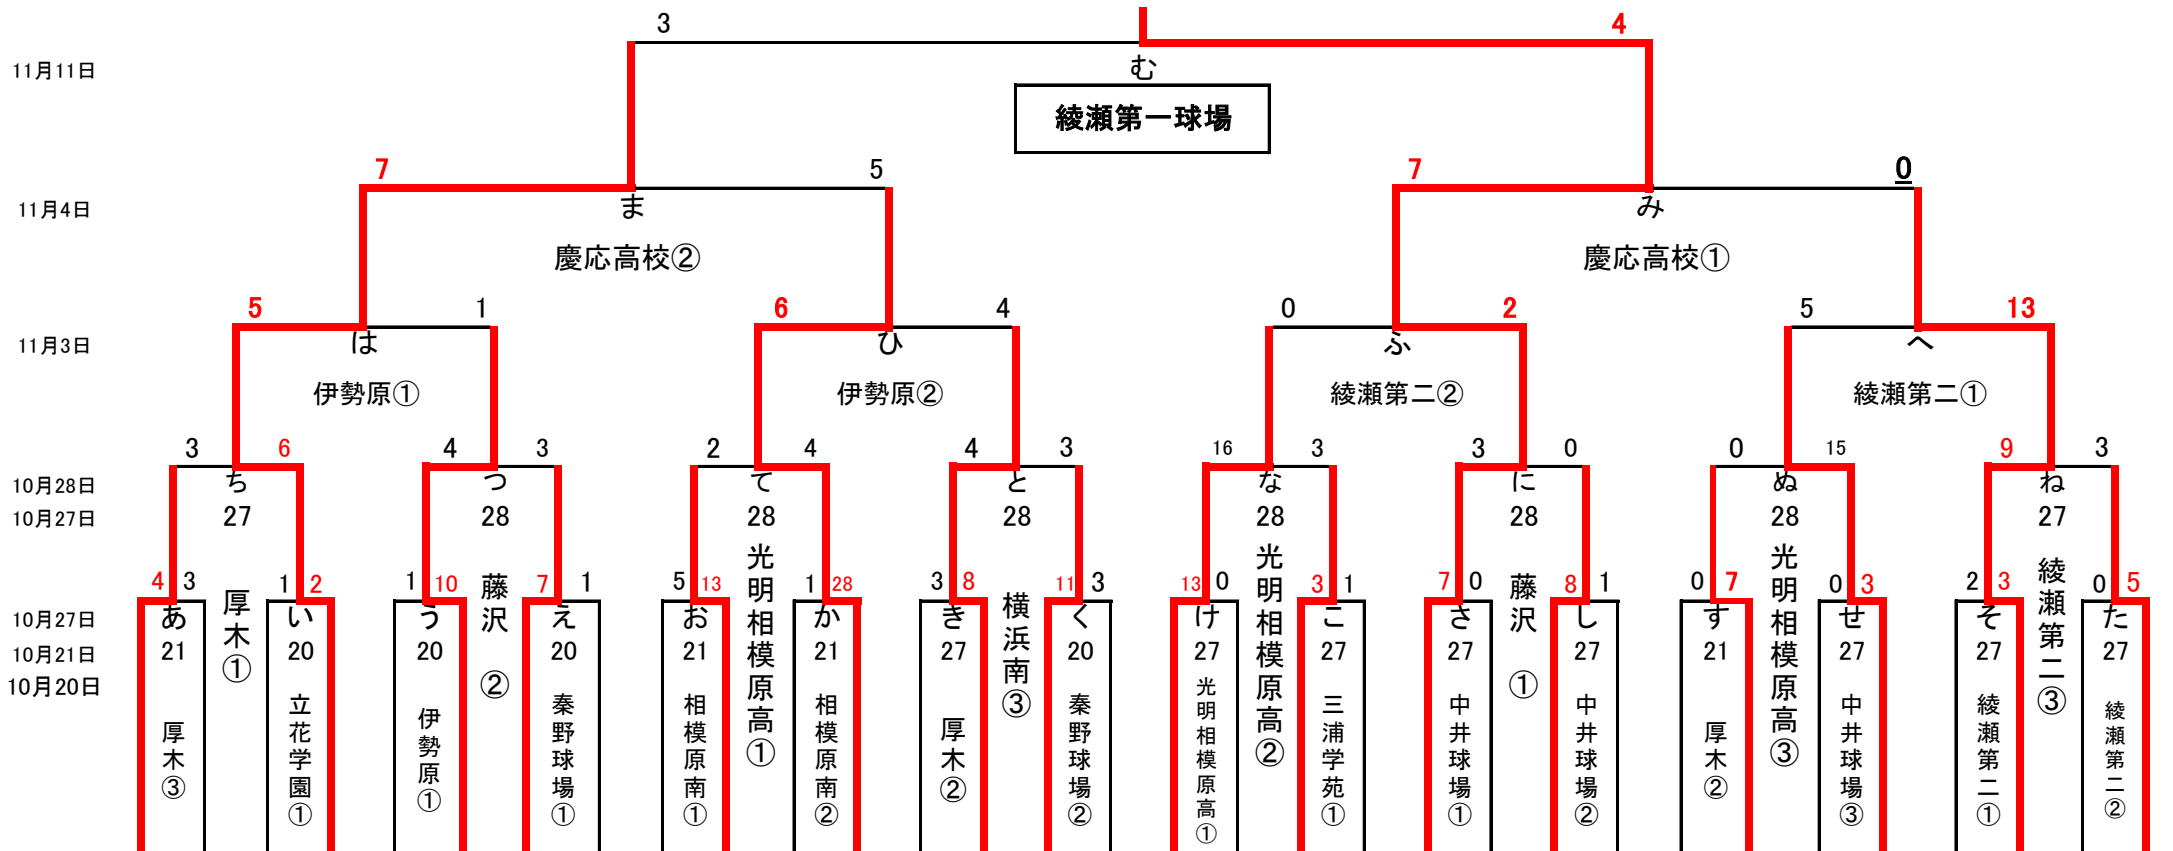 3 4
11月11日
む
綾瀬第一球場
7 5 7 0
11月4日
ま み
慶応高校② 慶応高校①
5 1 6 4 0 2 5 13
11月3日
は ひ ふ へ
伊勢原① 伊勢原② 綾瀬第二② 綾瀬第二①
3 6 4 3 2 4 4 3 16 3 3 0 0 15 9 3
10月28日
ち つ て と な に ぬ ね
10月27日
27 28 28 28 28 28 28 27
厚木① 藤沢② 光明相模原高① 横浜南③ 光明相模原高② 藤沢① 光明相模原高③ 綾瀬第二③
4 3 1 2 1 10 7 1 5 13 1 28 3 8 11 3 13 0 3 1 7 0 8 1 0 7 0 3 2 3 0 5
10月27日
あ い う え お か き く け こ さ し す せ そ た
10月21日
21 20 20 20 21 21 27 20 27 27 27 27 21 27 27 27
10月20日
厚木③ 立花学園① 伊勢原① 秦野球場① 相模原南① 相模原南② 厚木② 秦野球場② 光明相模原高① 三浦学苑① 中井球場① 中井球場② 厚木② 中井球場③ 綾瀬第二① 綾瀬第二②